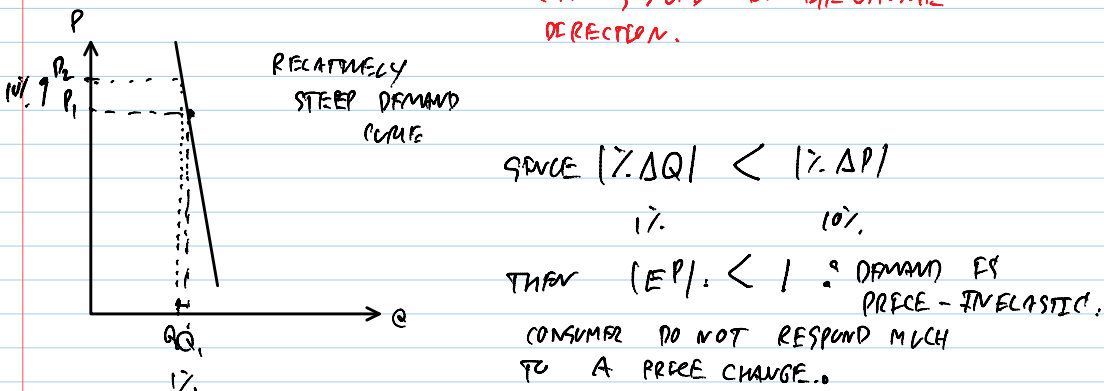 DIRECTION.
P
RELATIVELY
STEEP DEMAND
CURVE
P₂
10% ↑
P₁
SINCE |%ΔQ| < |%ΔP|
1% 10%.
THEN |EP|. < 1 : DEMAND IS
PRICE-INELASTIC.
Q
Q Q₁
CONSUMER DO NOT RESPOND MUCH
TO A PRICE CHANGE..
1%.